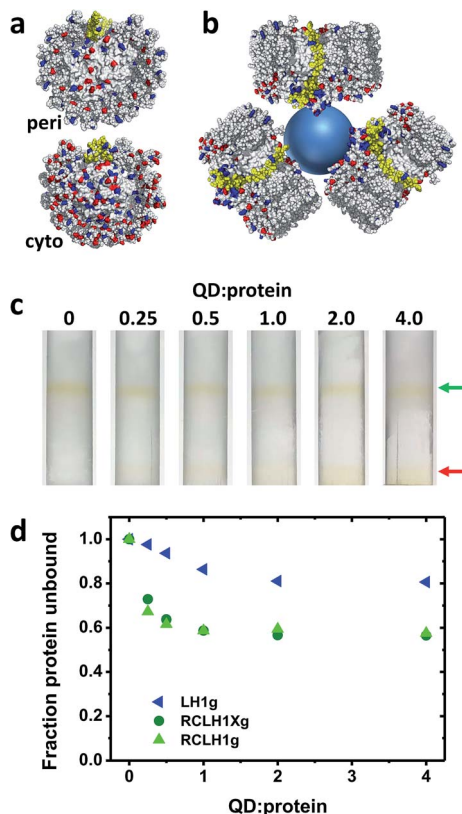 a
b
peri
cyto
c
QD:protein
0 0.25 0.5 1.0 2.0 4.0
d
Fraction protein unbound
1.0
0.8
0.6
0.4
0.2
0.0
LH1g
RCLH1Xg
RCLH1g
0 1 2 3 4
QD:protein